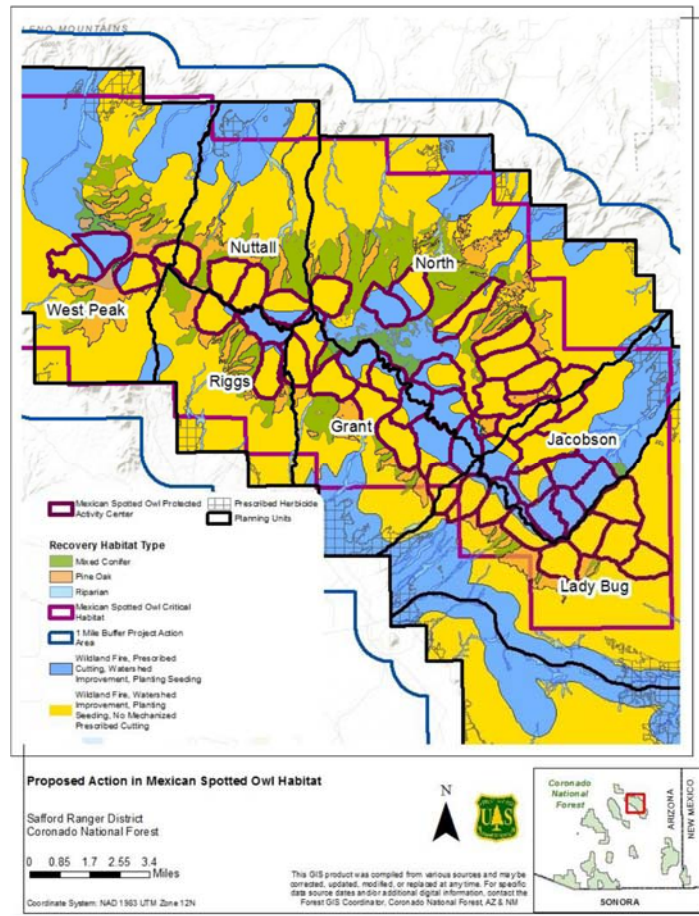 LENO MOUNTAINS
Nuttall
North
West Peak
Riggs
Grant
Jacobson
Lady Bug
Mexican Spotted Owl Protected
Activity Center
Prescribed Herbicide
Planning Units
Recovery Habitat Type
Mixed Conifer
Pine Oak
Riparian
Mexican Spotted Owl Critical
Habitat
1 Mile Buffer Project Action
Area
Wildland Fire, Prescribed
Cutting, Watershed
Improvement, Planting Seeding
Wildland Fire, Watershed
Improvement, Planting
Seeding, No Mechanized
Prescribed Cutting
Proposed Action in Mexican Spotted Owl Habitat
Safford Ranger District
Coronado National Forest
0 0.85 1.7 2.55 3.4
Miles
Coordinate System: NAD 1983 UTM Zone 12N
N
US
This GIS product was compiled from various sources and may be
corrected, updated, modified, or replaced at any time. For specific
data source dates and/or additional digital information, contact the
Forest GIS Coordinator, Coronado National Forest, AZ & NM
Coronado
National
Forest
ARIZONA
NEW MEXICO
SONORA